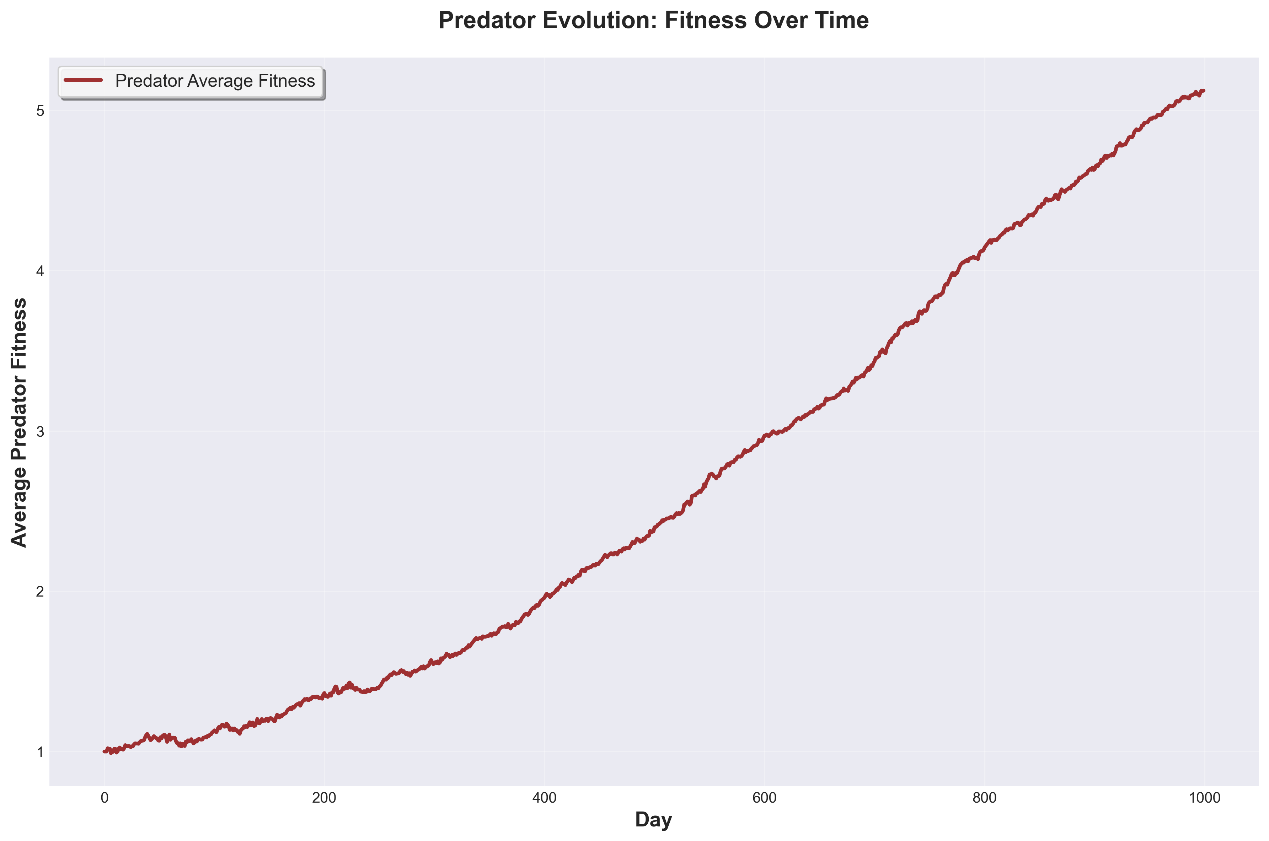 Predator Evolution: Fitness Over Time
Predator Average Fitness
Average Predator Fitness
5
4
3
2
1
0 200 400 600 800 1000
Day